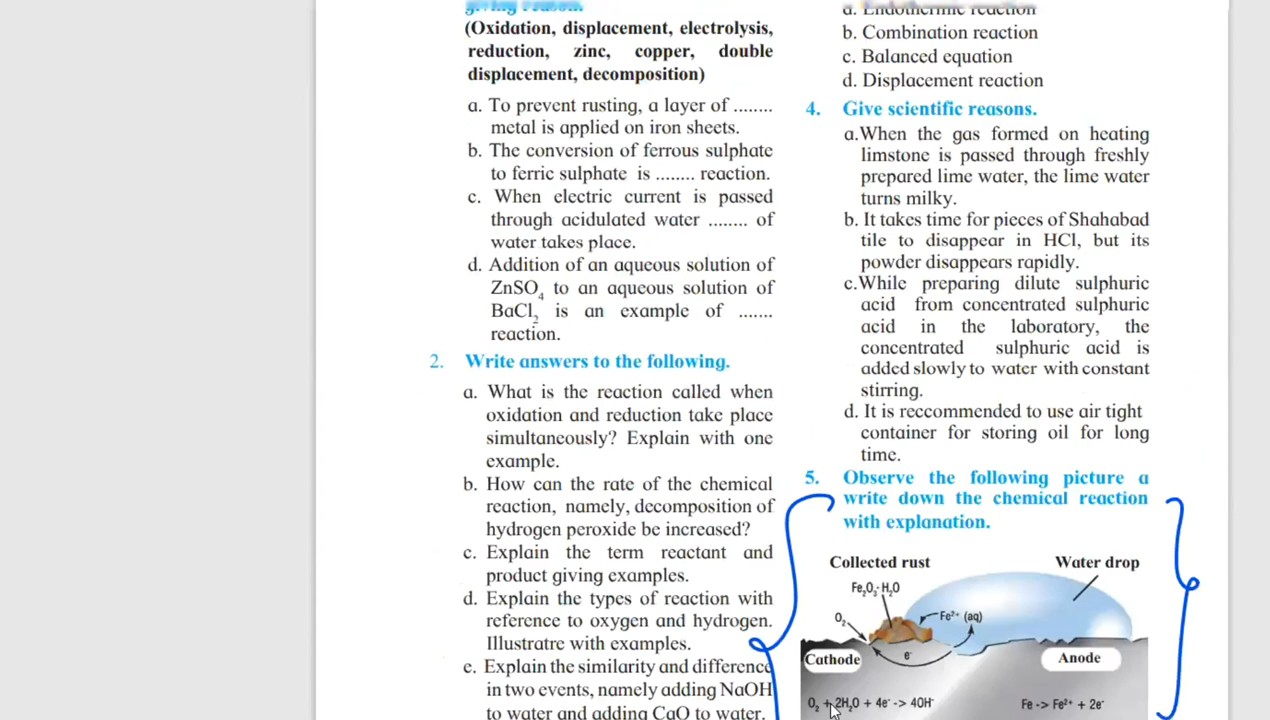 giving reason.
(Oxidation, displacement, electrolysis,
reduction, zinc, copper, double
displacement, decomposition)
a. To prevent rusting, a layer of ........
metal is applied on iron sheets.
b. The conversion of ferrous sulphate
to ferric sulphate is ........ reaction.
c. When electric current is passed
through acidulated water ........ of
water takes place.
d. Addition of an aqueous solution of
ZnSO₄ to an aqueous solution of
BaCl₂ is an example of .......
reaction.
2. Write answers to the following.
a. What is the reaction called when
oxidation and reduction take place
simultaneously? Explain with one
example.
b. How can the rate of the chemical
reaction, namely, decomposition of
hydrogen peroxide be increased?
c. Explain the term reactant and
product giving examples.
d. Explain the types of reaction with
reference to oxygen and hydrogen.
Illustratre with examples.
e. Explain the similarity and difference
in two events, namely adding NaOH
to water and adding CaO to water.
a. Endothermic reaction
b. Combination reaction
c. Balanced equation
d. Displacement reaction
4. Give scientific reasons.
a.When the gas formed on heating
limstone is passed through freshly
prepared lime water, the lime water
turns milky.
b. It takes time for pieces of Shahabad
tile to disappear in HCl, but its
powder disappears rapidly.
c.While preparing dilute sulphuric
acid from concentrated sulphuric
acid in the laboratory, the
concentrated sulphuric acid is
added slowly to water with constant
stirring.
d. It is reccommended to use air tight
container for storing oil for long
time.
5. Observe the following picture a
write down the chemical reaction
with explanation.
Collected rust
Water drop
Fe₂O₃·H₂O
O₂
Fe²⁺ (aq)
Cathode
e⁻
Anode
O₂ + 2H₂O + 4e⁻ -> 4OH⁻
Fe -> Fe²⁺ + 2e⁻